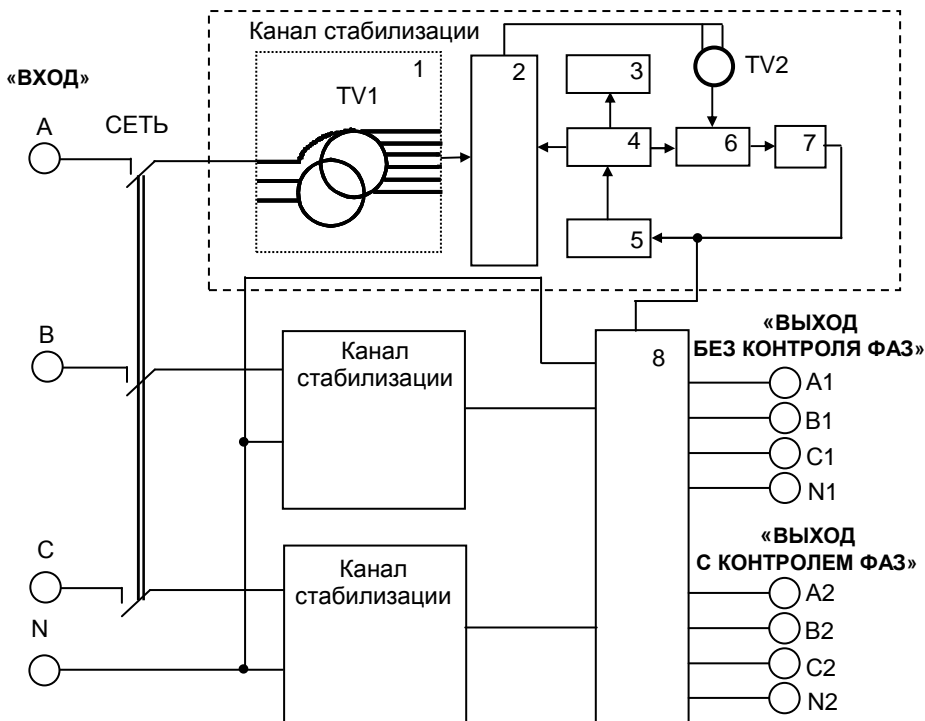 Канал стабилизации
1
2
3
TV2
TV1
4
6
7
5
«ВХОД»
A
СЕТЬ
B
Канал
стабилизации
8
«ВЫХОД
БЕЗ КОНТРОЛЯ ФАЗ»
A1
B1
C1
N1
C
N
Канал
стабилизации
«ВЫХОД
С КОНТРОЛЕМ ФАЗ»
A2
B2
C2
N2